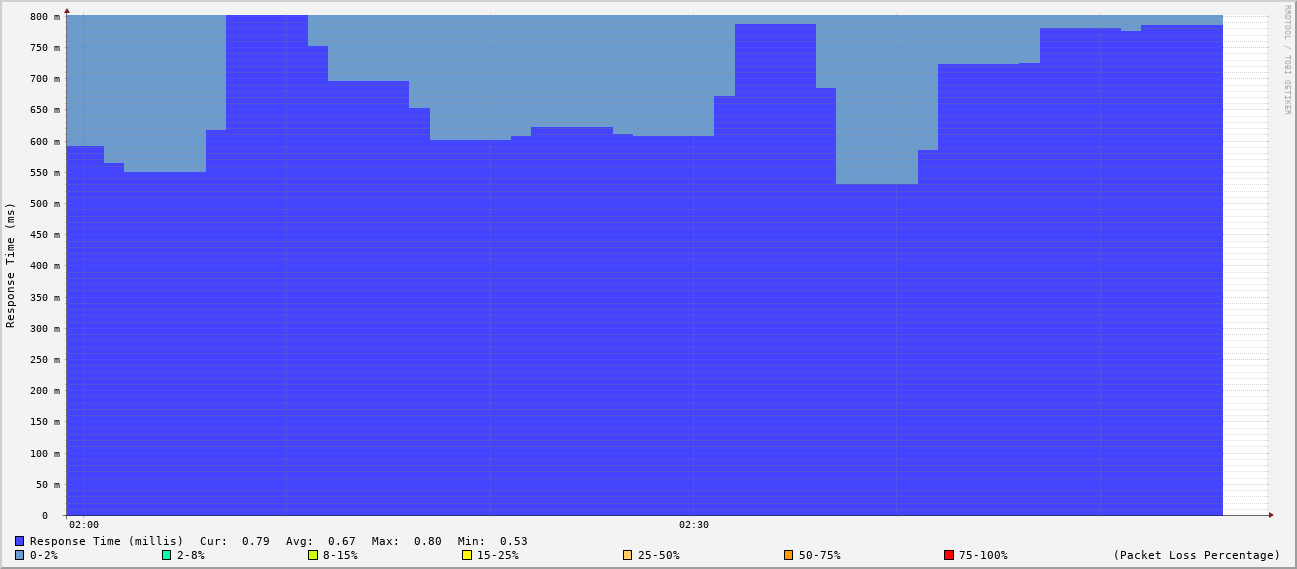 RRDTOOL / TOBI OETIKER
Response Time (ms)
800 m
750 m
700 m
650 m
600 m
550 m
500 m
450 m
400 m
350 m
300 m
250 m
200 m
150 m
100 m
50 m
0
02:00 02:30
Response Time (millis) Cur: 0.79 Avg: 0.67 Max: 0.80 Min: 0.53
0-2% 2-8% 8-15% 15-25% 25-50% 50-75% 75-100% (Packet Loss Percentage)